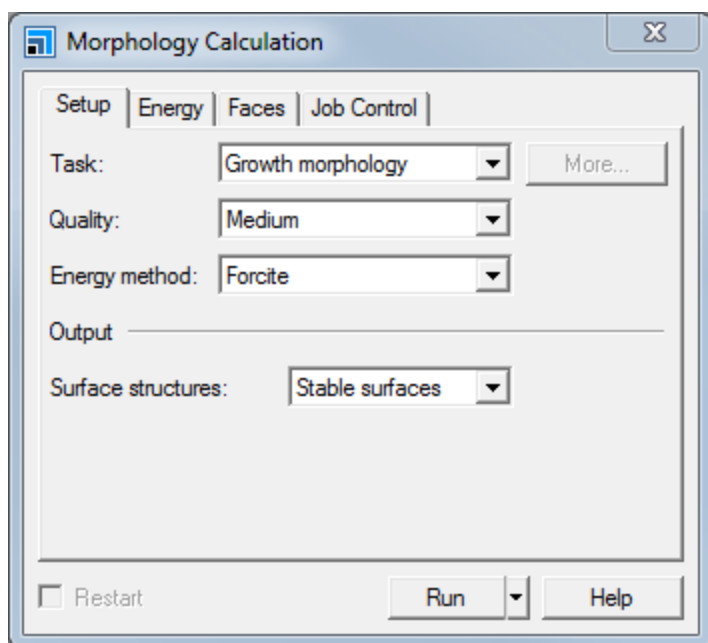 Morphology Calculation
Setup Energy Faces Job Control
Task: Growth morphology More...
Quality: Medium
Energy method: Forcite
Output
Surface structures: Stable surfaces
Restart Run Help